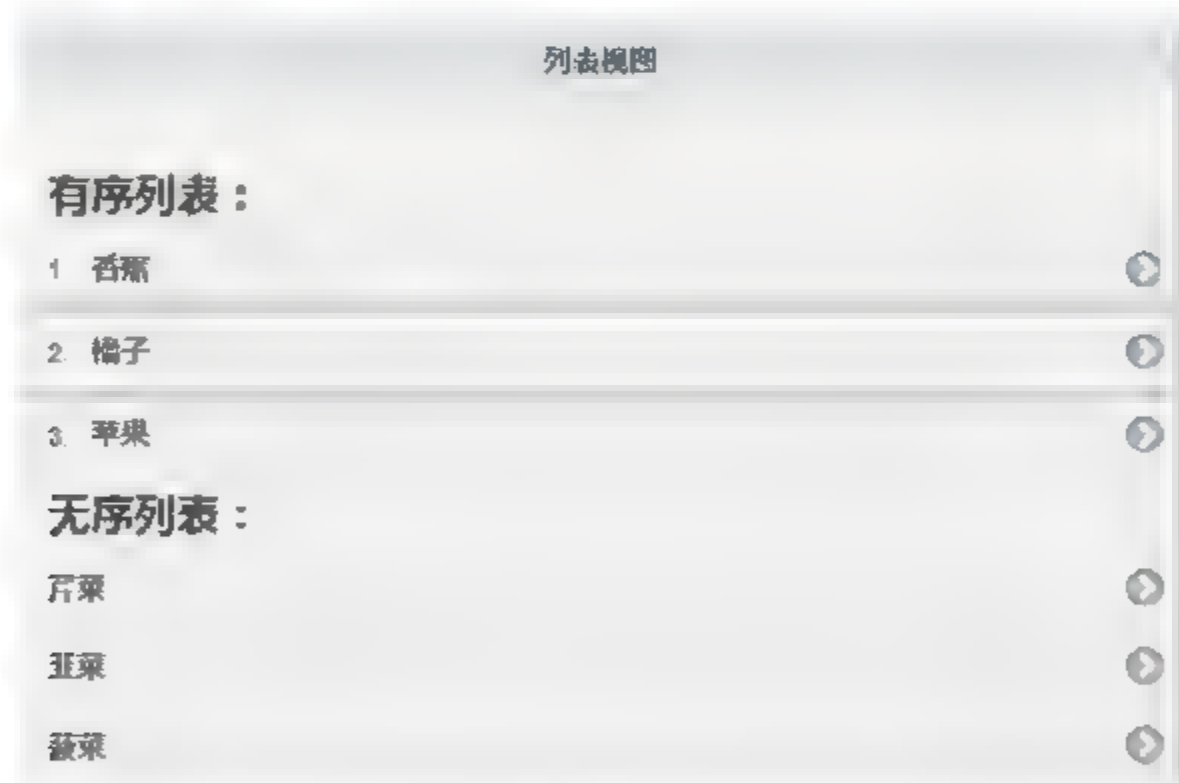 列表视图
有序列表：
1. 香蕉
2. 橘子
3. 苹果
无序列表：
芹菜
韭菜
菠菜